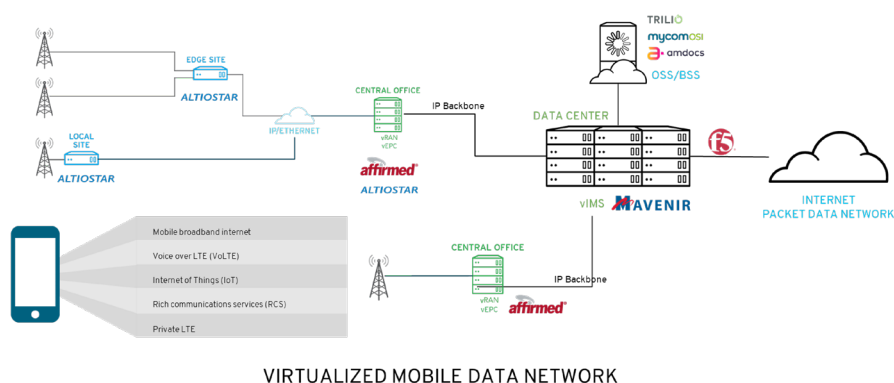 TRILIO
mycomosi
a. amdocs
OSS/BSS
EDGE SITE
ALTIOSTAR
CENTRAL OFFICE
IP Backbone
DATA CENTER
IP/ETHERNET
LOCAL
SITE
ALTIOSTAR
vRAN
vEPC
affirmed®
ALTIOSTAR
f5
vIMS
MAVENIR
INTERNET
PACKET DATA NETWORK
Mobile broadband internet
Voice over LTE (VoLTE)
Internet of Things (IoT)
Rich communications services (RCS)
Private LTE
CENTRAL OFFICE
IP Backbone
vRAN
vEPC
affirmed®
VIRTUALIZED MOBILE DATA NETWORK